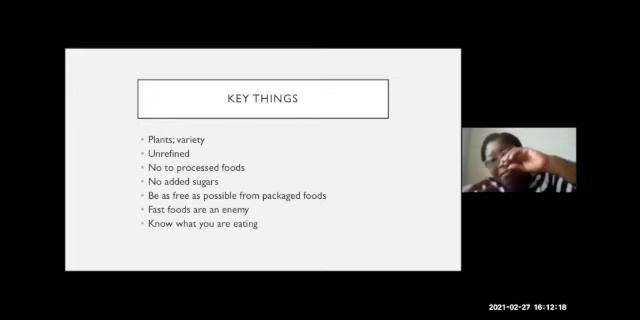 KEY THINGS
Plants; variety
Unrefined
No to processed foods
No added sugars
Be as free as possible from packaged foods
Fast foods are an enemy
Know what you are eating
2021-02-27 16:12:18